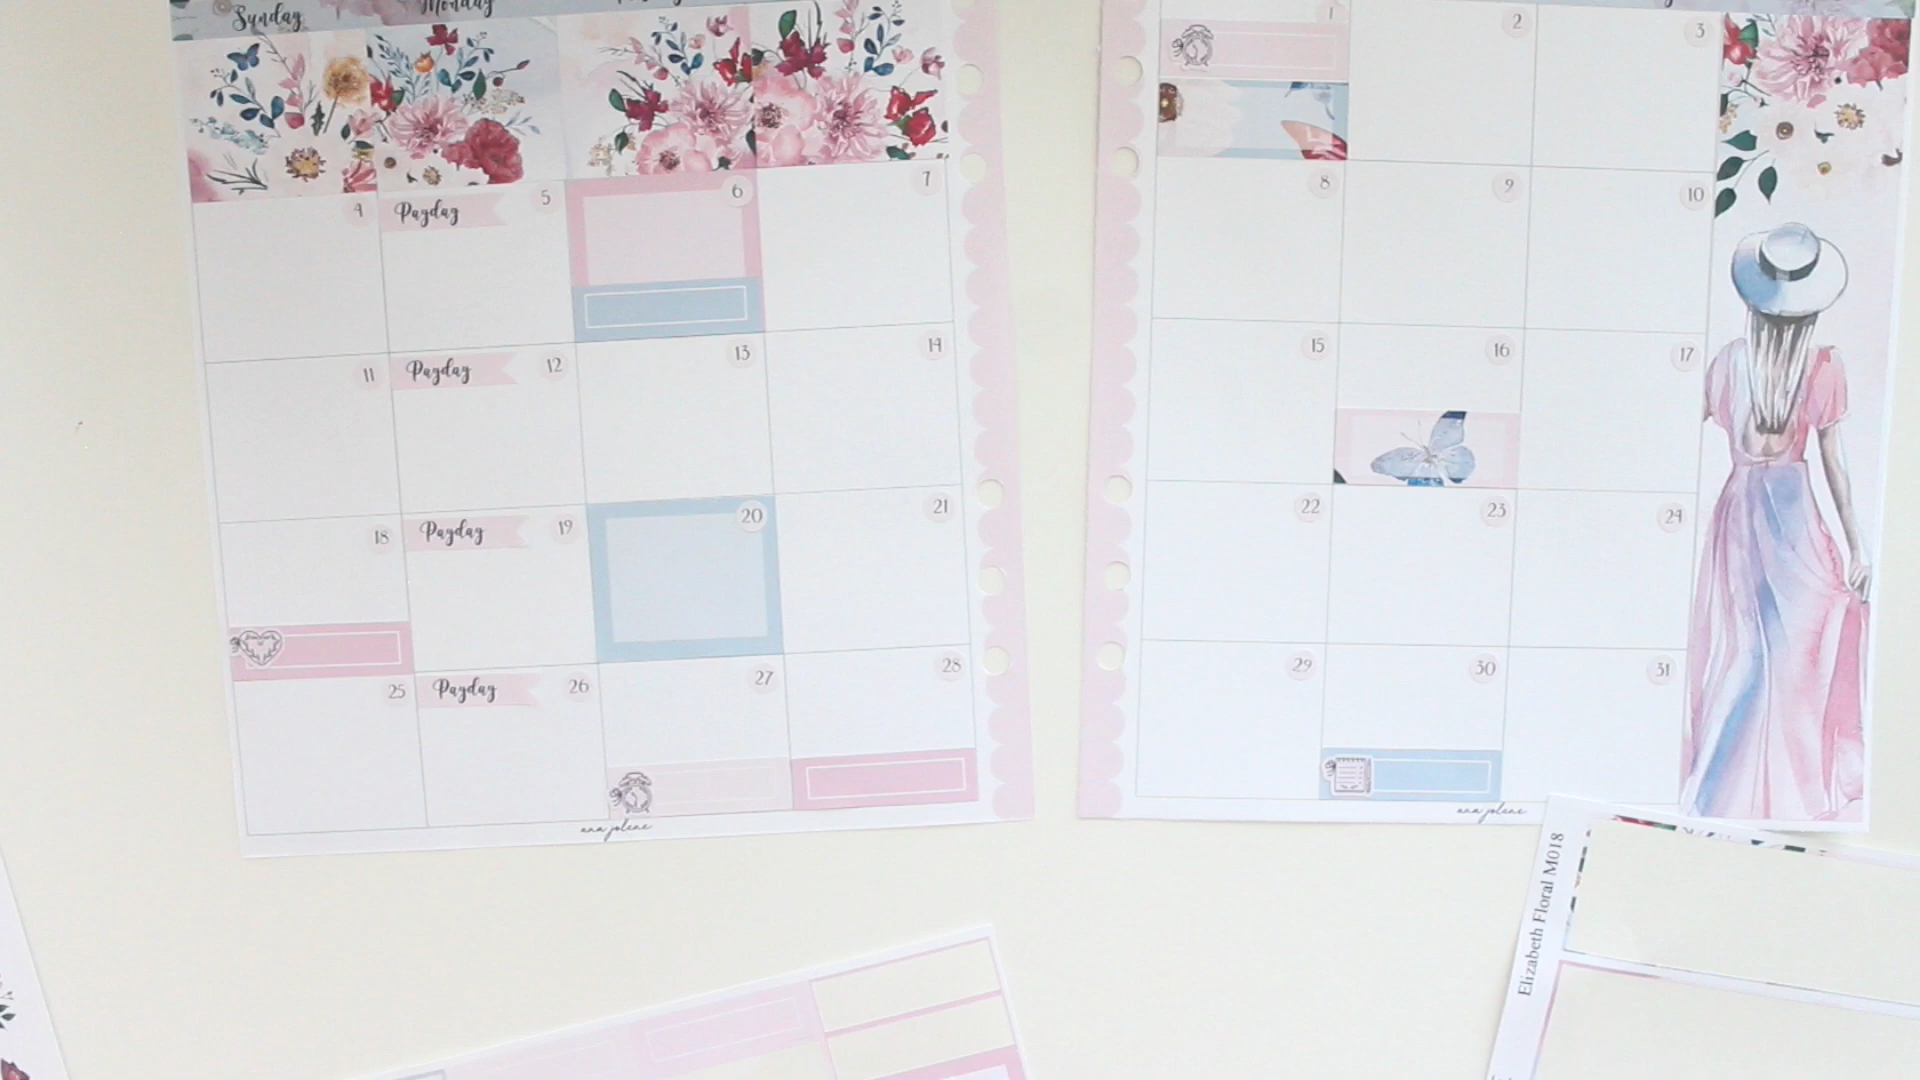 Sunday
Monday
1 2 3
4 Payday 5 6 7
8 9 10
11 Payday 12 13 14
15 16 17
18 Payday 19 20 21
22 23 24
25 Payday 26 27 28
29 30 31
ana jolene
ana jolene
Elizabeth Floral M018